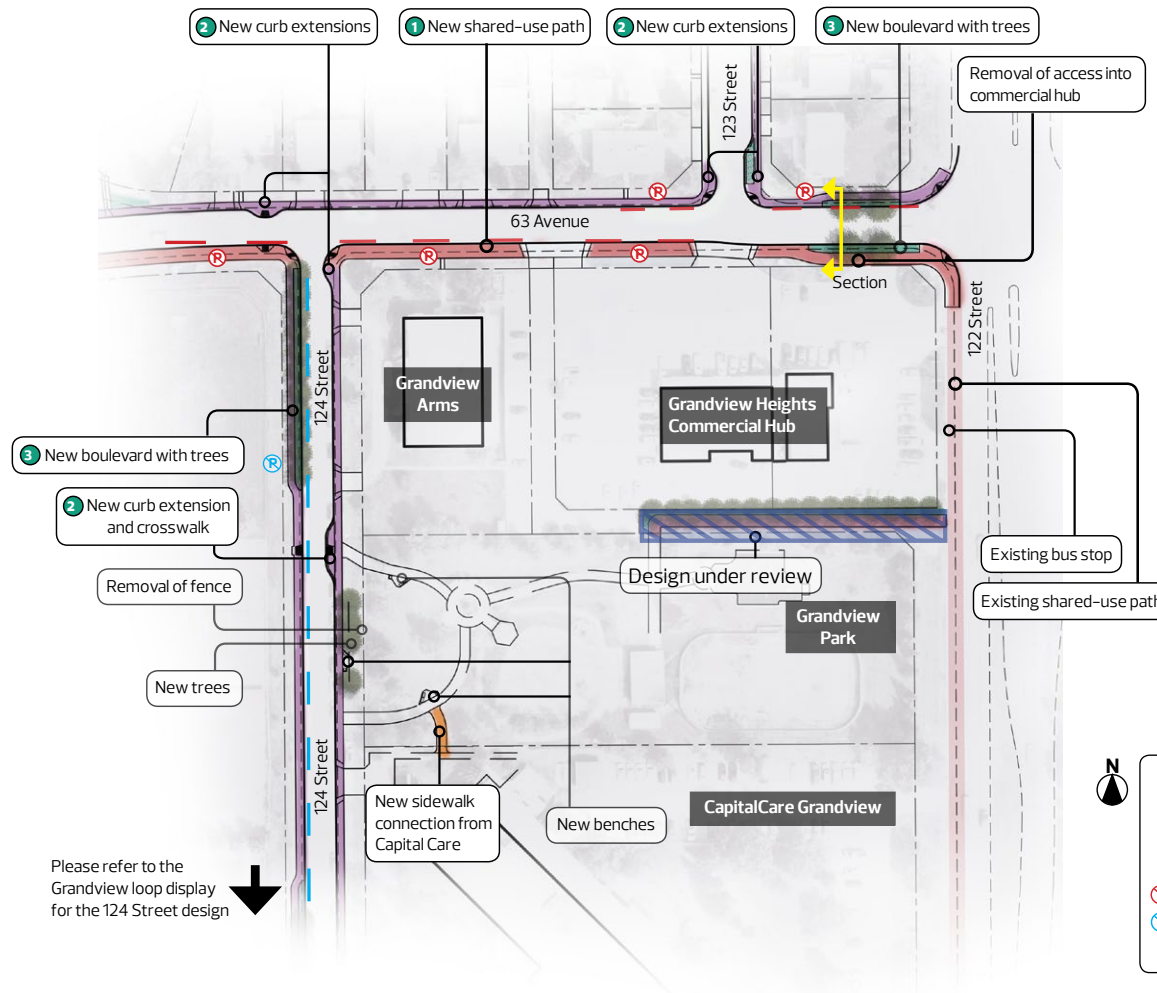 2 New curb extensions
1 New shared-use path
2 New curb extensions
3 New boulevard with trees
Removal of access into
commercial hub
123 Street
63 Avenue
Section
122 Street
124 Street
Grandview
Arms
Grandview Heights
Commercial Hub
3 New boulevard with trees
2 New curb extension
and crosswalk
Existing bus stop
Design under review
Removal of fence
Existing shared-use path
Grandview
Park
New trees
124 Street
N
New sidewalk
connection from
Capital Care
New benches
CapitalCare Grandview
Please refer to the
Grandview loop display
for the 124 Street design